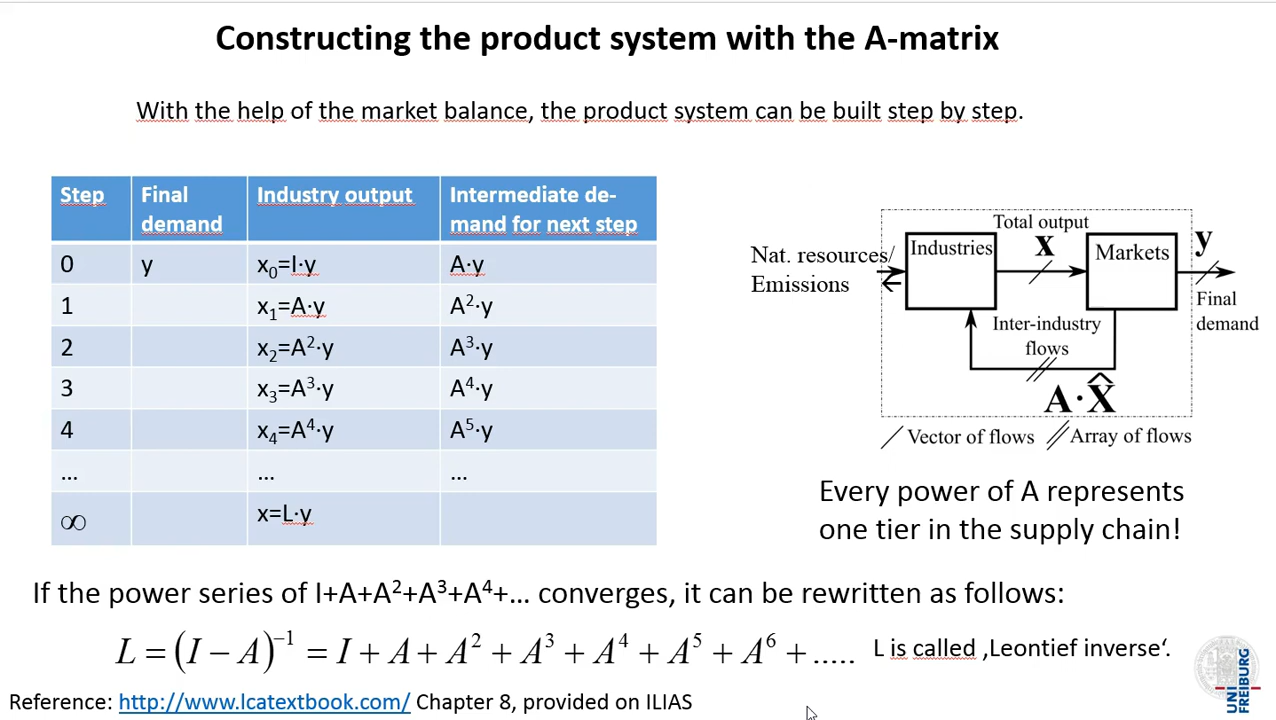 Constructing the product system with the A-matrix
With the help of the market balance, the product system can be built step by step.
Step
Final
demand
Industry output
Intermediate de-
mand for next step
0
y
x₀=I·y
A·y
1
x₁=A·y
A²·y
2
x₂=A²·y
A³·y
3
x₃=A³·y
A⁴·y
4
x₄=A⁴·y
A⁵·y
...
...
...
∞
x=L·y
Nat. resources/
Emissions
Industries
Total output
x
Markets
y
Final
demand
Inter-industry
flows
A·X̂
Vector of flows
Array of flows
Every power of A represents
one tier in the supply chain!
If the power series of I+A+A²+A³+A⁴+... converges, it can be rewritten as follows:
L = (I − A)⁻¹ = I + A + A² + A³ + A⁴ + A⁵ + A⁶ + .....
L is called ‚Leontief inverse‘.
Reference: http://www.lcatextbook.com/ Chapter 8, provided on ILIAS
UNI
FREIBURG